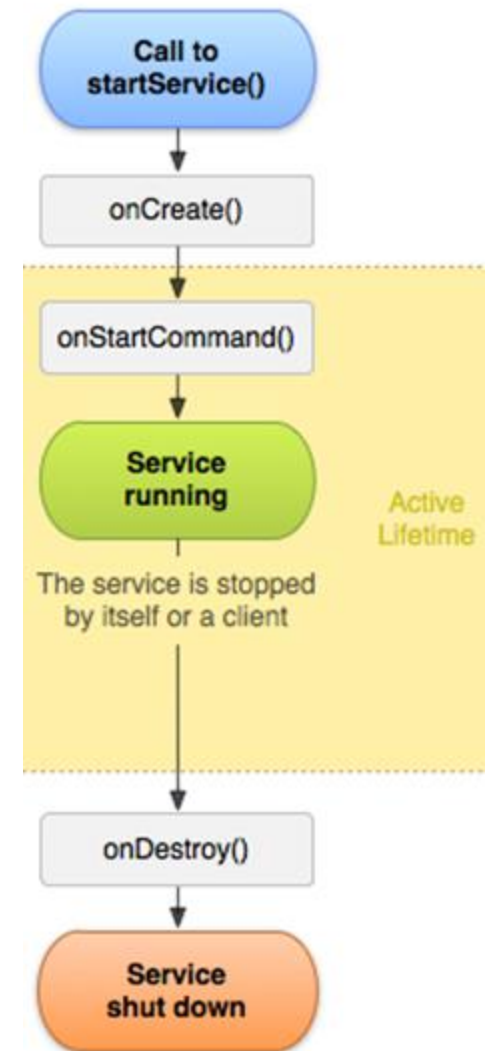 Call to
startService()
onCreate()
onStartCommand()
Service
running
Active
Lifetime
The service is stopped
by itself or a client
onDestroy()
Service
shut down